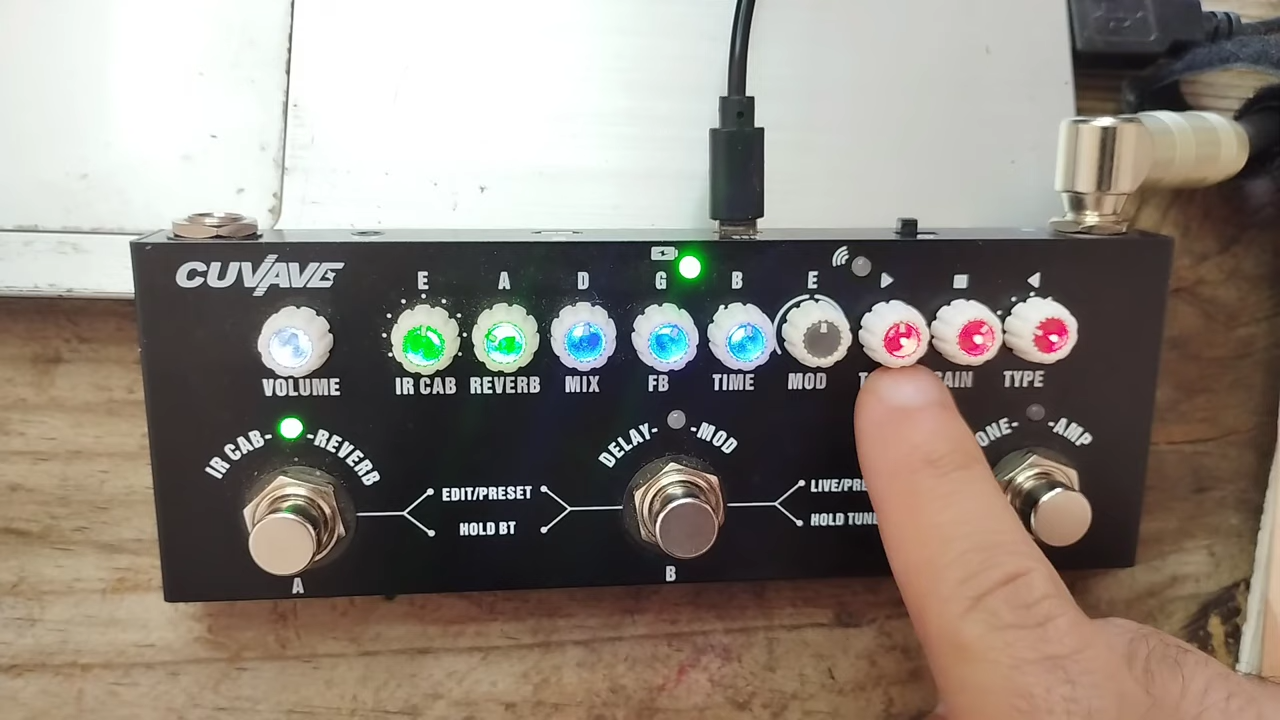 CUVAVE
E A D G B E
VOLUME IR CAB REVERB MIX FB TIME MOD TYPE
IR CAB- -REVERB
DELAY- -MOD
-AMP
EDIT/PRESET
HOLD BT
HOLD
A
B